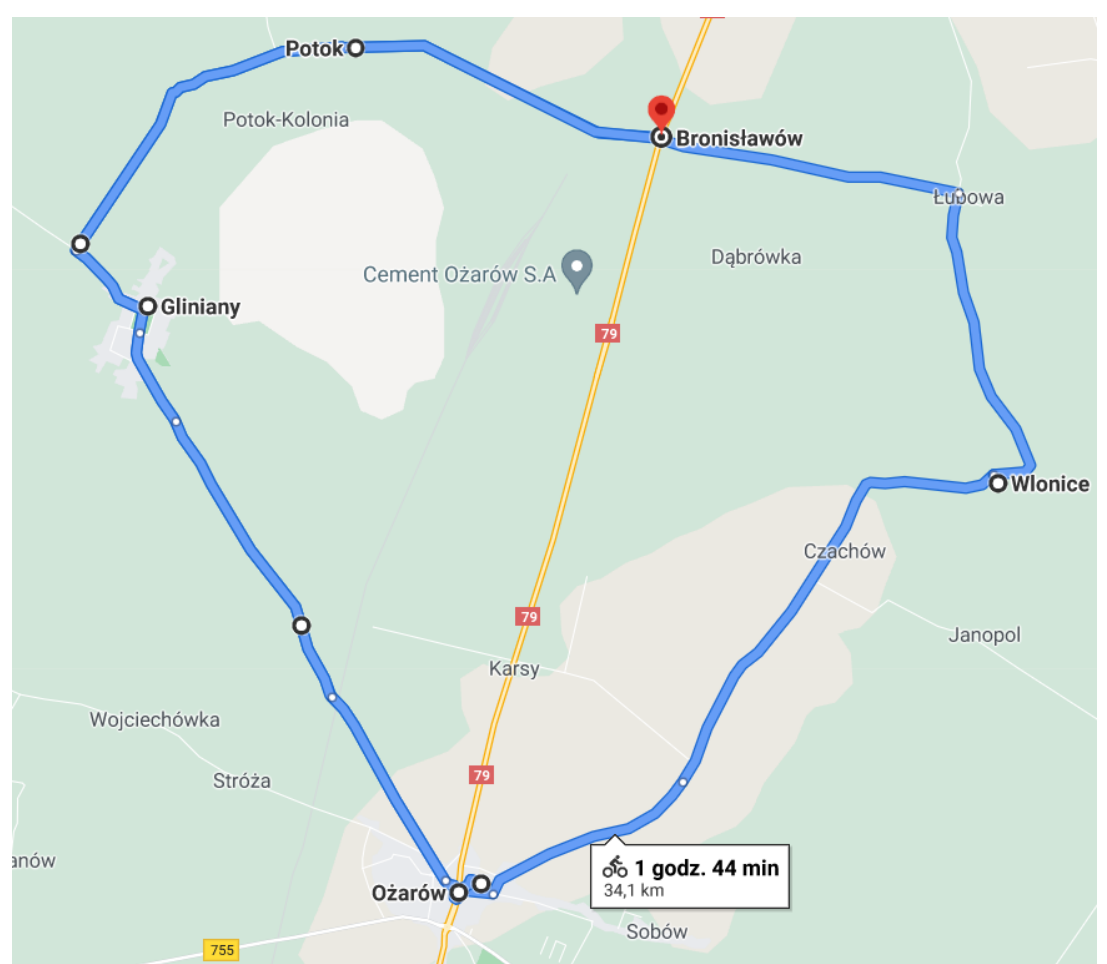 Potok
Potok-Kolonia
Bronisławów
Łubowa
Dąbrówka
Cement Ożarów S.A
Gliniany
79
Wlonice
Czachów
79
Janopol
Karsy
Wojciechówka
79
Stróża
anów
1 godz. 44 min
34,1 km
Ożarów
Sobów
755